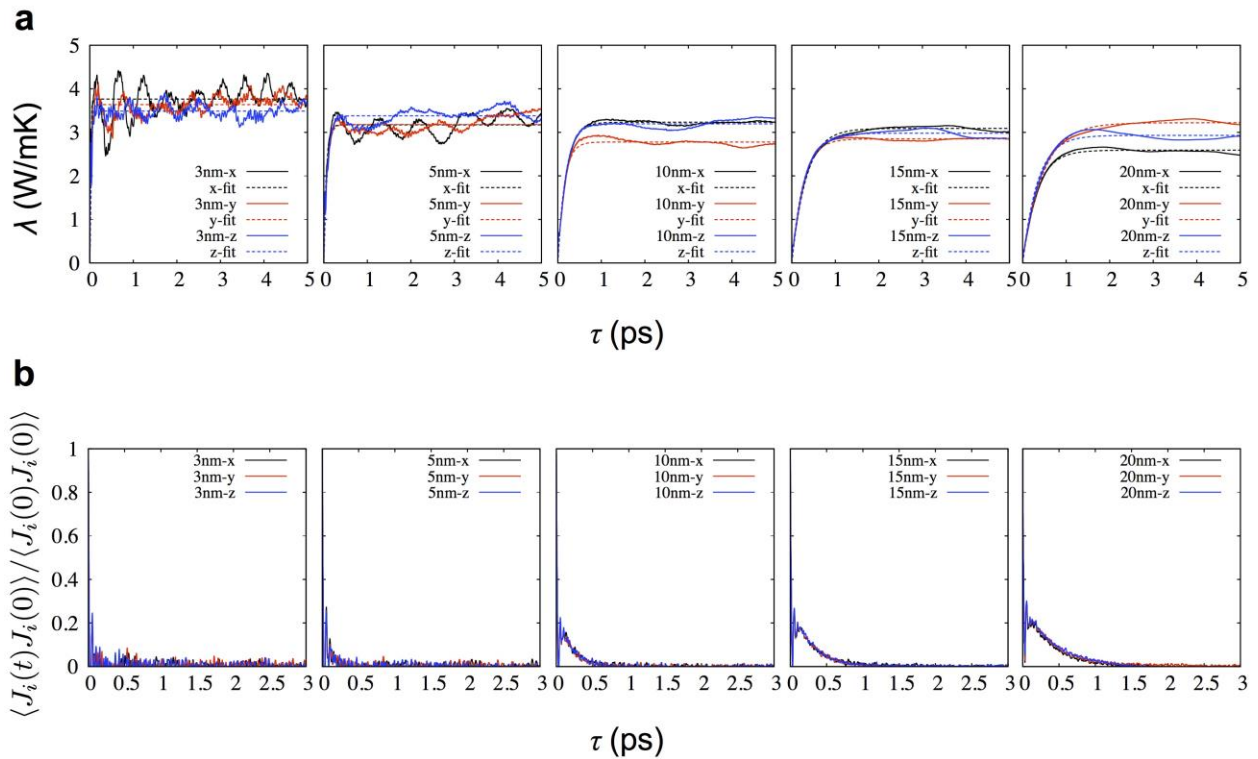 a
λ (W/mK)
5
4
3
2
1
0
3nm-x
x-fit
3nm-y
y-fit
3nm-z
z-fit
0 1 2 3 4 5
5nm-x
x-fit
5nm-y
y-fit
5nm-z
z-fit
0 1 2 3 4 5
10nm-x
x-fit
10nm-y
y-fit
10nm-z
z-fit
0 1 2 3 4 5
15nm-x
x-fit
15nm-y
y-fit
15nm-z
z-fit
0 1 2 3 4 5
20nm-x
x-fit
20nm-y
y-fit
20nm-z
z-fit
0 1 2 3 4 5
τ (ps)
b
⟨J_i(t)J_i(0)⟩/⟨J_i(0)J_i(0)⟩
1
0.8
0.6
0.4
0.2
0
3nm-x
3nm-y
3nm-z
0 0.5 1 1.5 2 2.5 3
5nm-x
5nm-y
5nm-z
0 0.5 1 1.5 2 2.5 3
10nm-x
10nm-y
10nm-z
0 0.5 1 1.5 2 2.5 3
15nm-x
15nm-y
15nm-z
0 0.5 1 1.5 2 2.5 3
20nm-x
20nm-y
20nm-z
0 0.5 1 1.5 2 2.5 3
τ (ps)